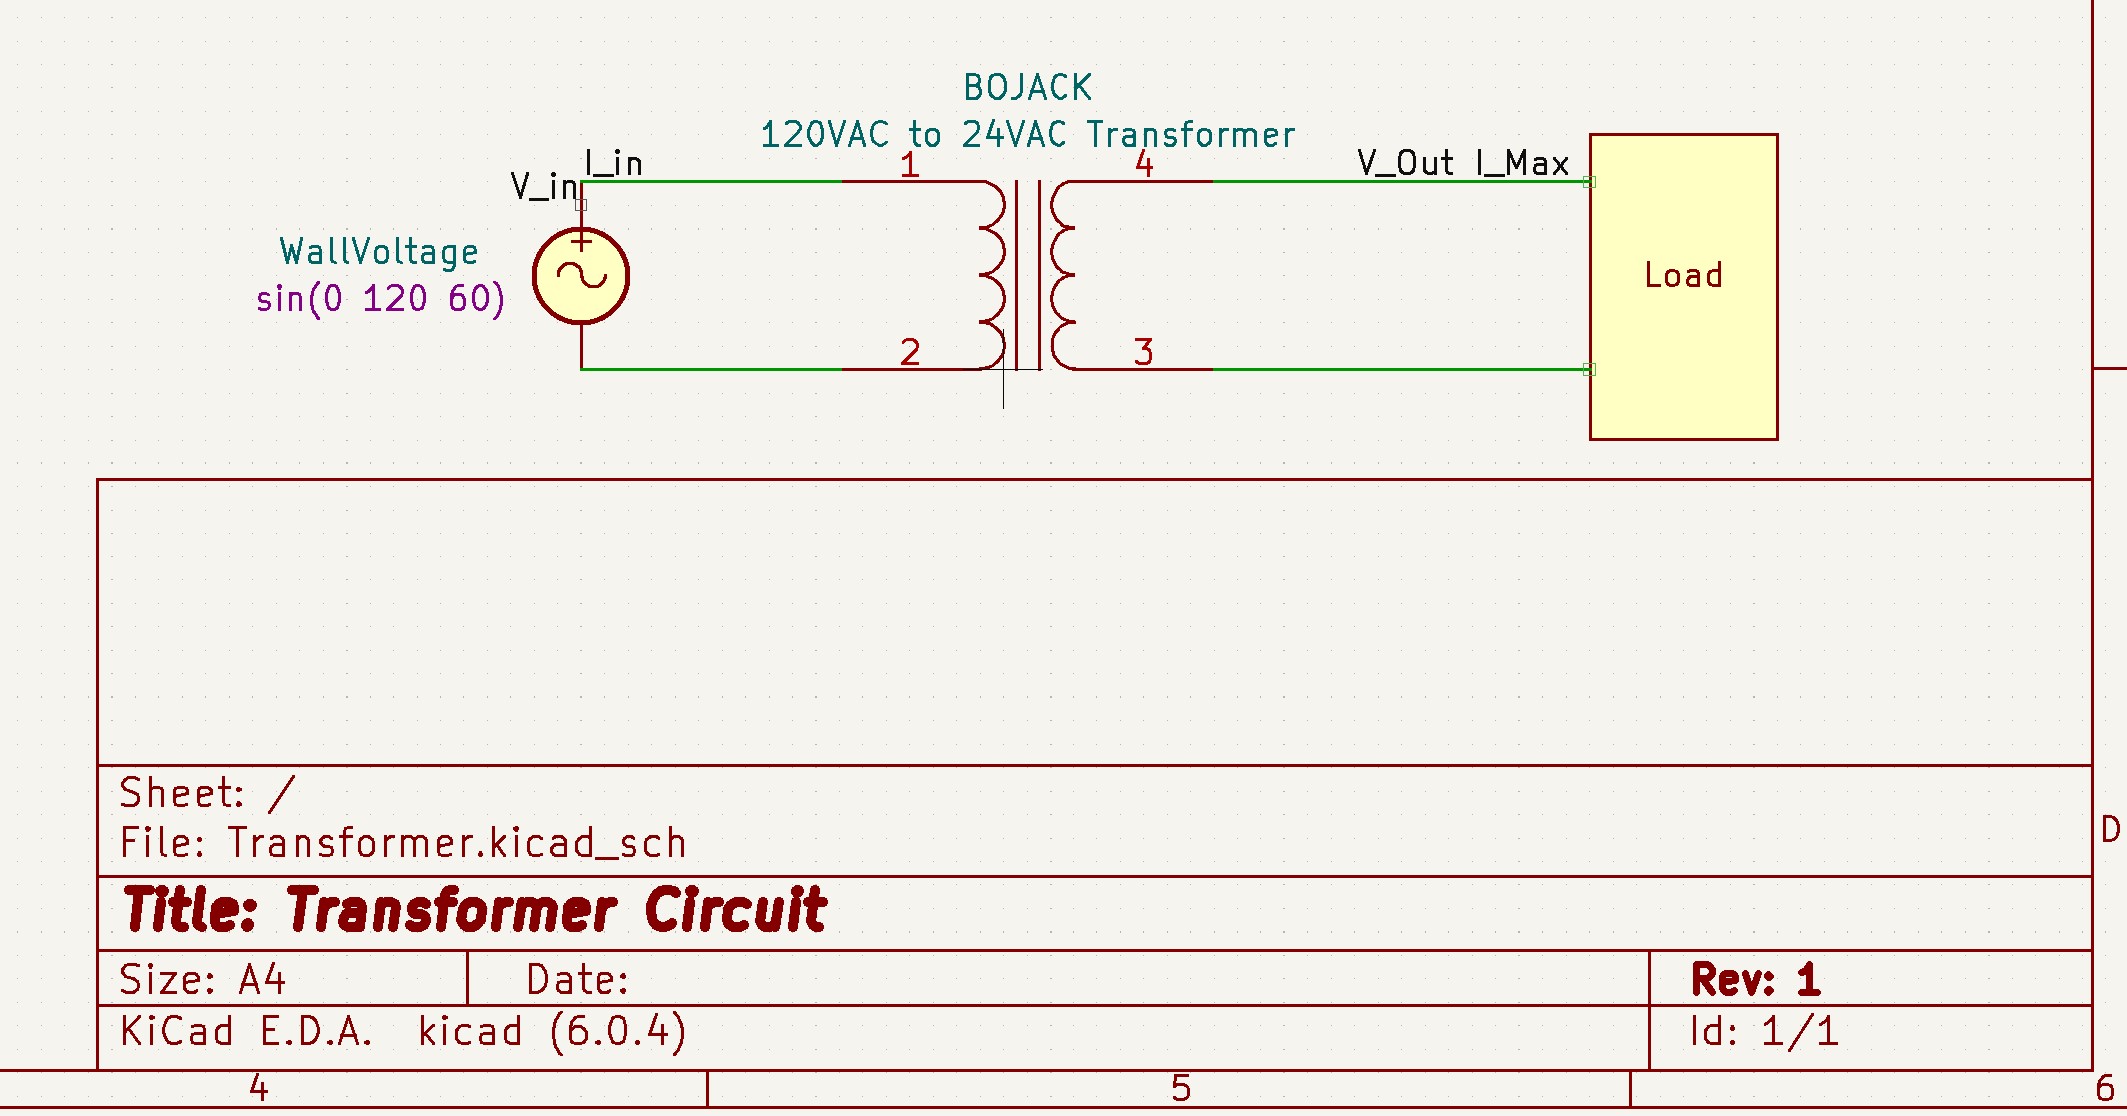 BOJACK
120VAC to 24VAC Transformer
V_in
I_in
1
4
V_Out I_Max
WallVoltage
sin(0 120 60)
+
Load
2
3
Sheet: /
File: Transformer.kicad_sch
D
Title: Transformer Circuit
Size: A4
Date:
Rev: 1
KiCad E.D.A. kicad (6.0.4)
Id: 1/1
4
5
6